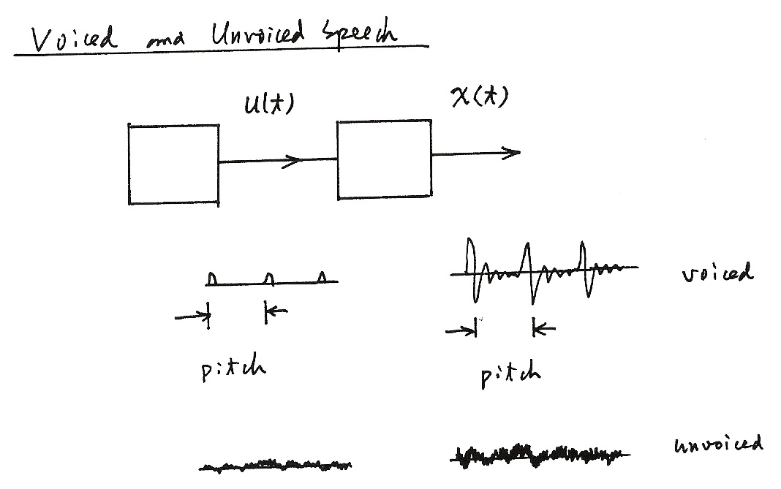 Voiced and Unvoiced Speech
u(t)
x(t)
voiced
pitch
pitch
unvoiced